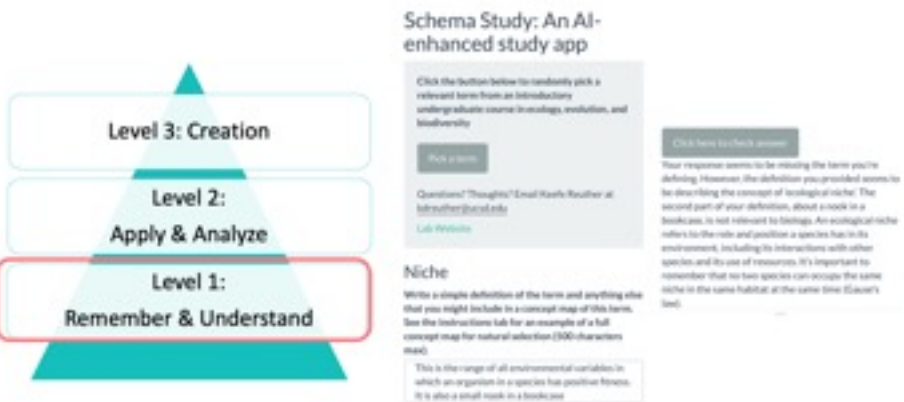 Level 3: Creation
Level 2:
Apply & Analyze
Level 1:
Remember & Understand
Schema Study: An AI-
enhanced study app
Click the button below to randomly pick a
relevant term from an introductory
undergraduate course in ecology, evolution, and
biodiversity
Pick a term
Questions? Thoughts? Email Keefe Reuther at
kdreuther@ucsd.edu
Lab Website
Niche
Write a simple definition of the term and anything else
that you might include in a concept map of this term.
See the instructions tab for an example of a full
concept map for natural selection (500 characters
max).
This is the range of all environmental variables in
which an organism in a species has positive fitness.
It is also a small nook in a bookcase
Click here to check answer
Your response seems to be missing the term you're
defining. However, the definition you provided seems to
be describing the concept of 'ecological niche'. The
second part of your definition, about a nook in a
bookcase, is not relevant to biology. An ecological niche
refers to the role and position a species has in its
environment, including its interactions with other
species and its use of resources. It's important to
remember that no two species can occupy the same
niche in the same habitat at the same time (Gause's
law).